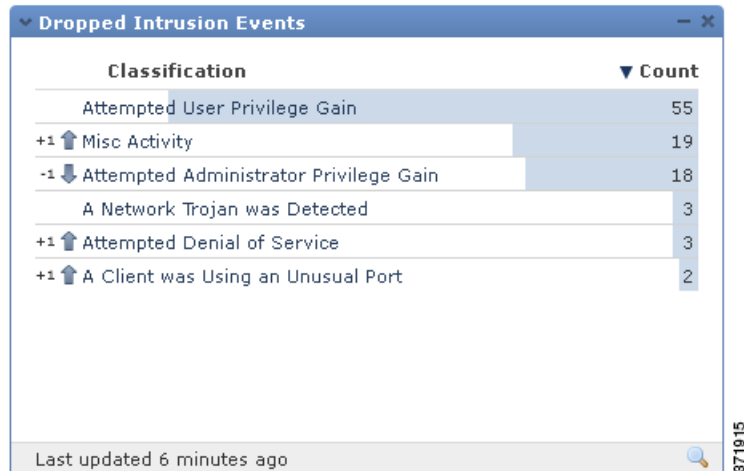 Dropped Intrusion Events
Classification Count
Attempted User Privilege Gain 55
+1 Misc Activity 19
-1 Attempted Administrator Privilege Gain 18
A Network Trojan was Detected 3
+1 Attempted Denial of Service 3
+1 A Client was Using an Unusual Port 2
Last updated 6 minutes ago
371915